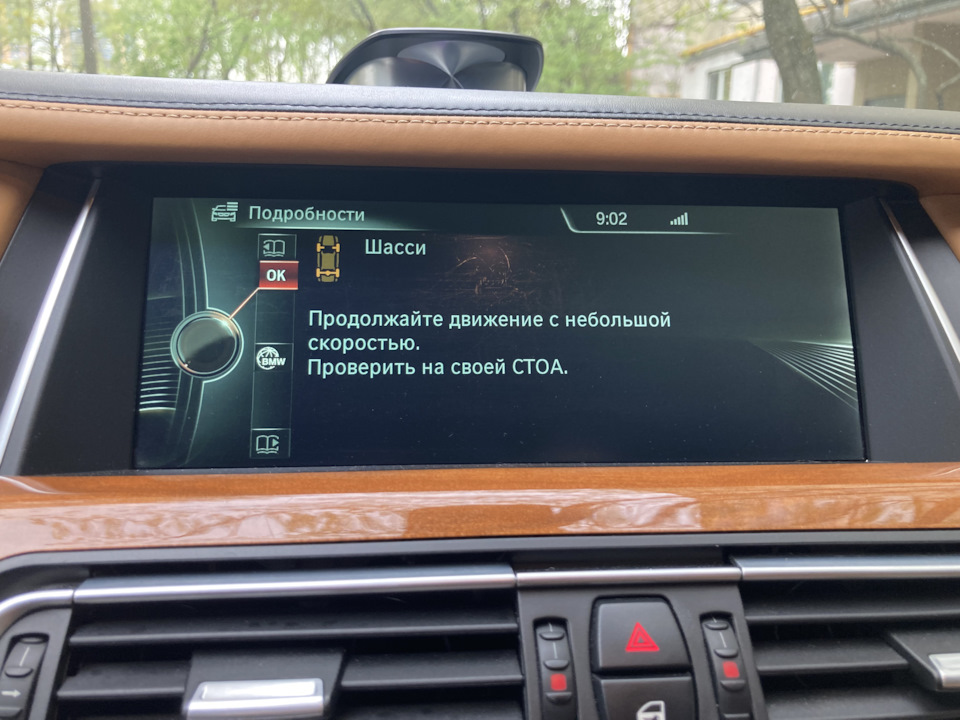 Подробности
9:02
Шасси
OK
Продолжайте движение с небольшой
скоростью.
BMW
Проверить на своей СТОА.